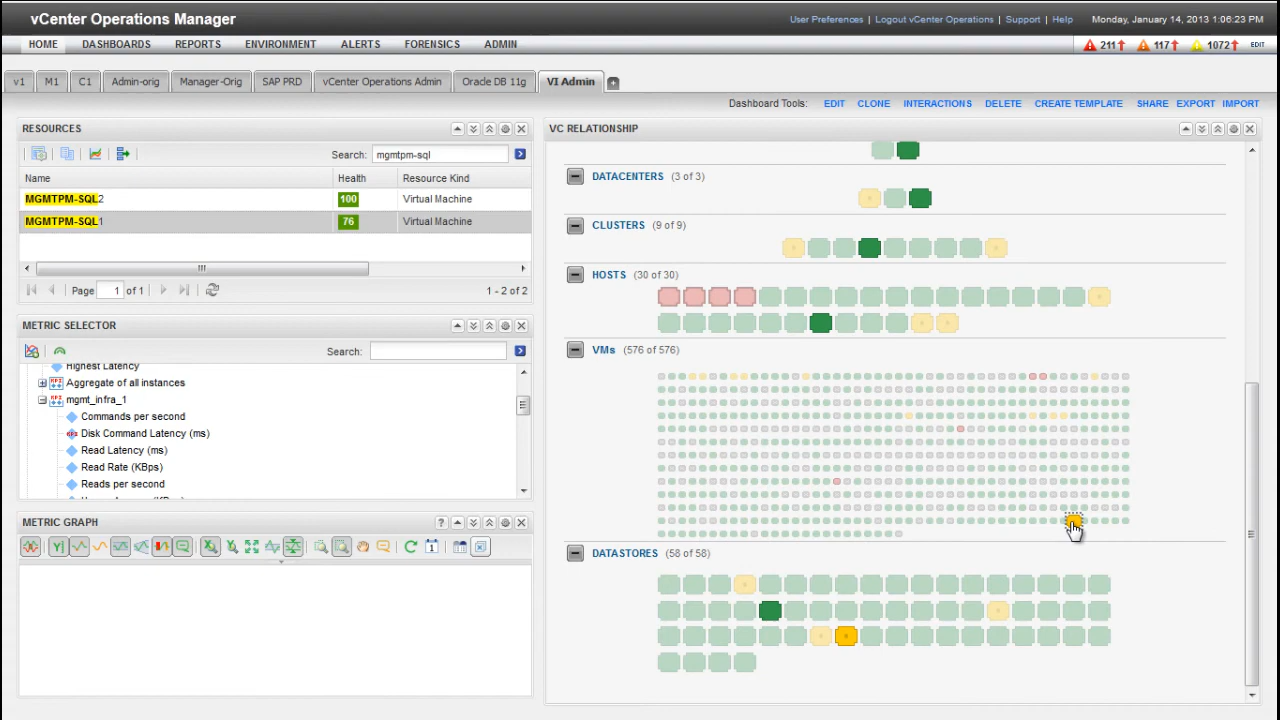 vCenter Operations Manager
User Preferences | Logout vCenter Operations | Support | Help Monday, January 14, 2013 1:06:23 PM
HOME DASHBOARDS REPORTS ENVIRONMENT ALERTS FORENSICS ADMIN 211 117 1072 EDIT
v1 M1 C1 Admin-orig Manager-Orig SAP PRD vCenter Operations Admin Orade DB 11g VI Admin
Dashboard Tools: EDIT CLONE INTERACTIONS DELETE CREATE TEMPLATE SHARE EXPORT IMPORT
RESOURCES
Search: mgmtpm-sql
Name Health Resource Kind
MGMTPM-SQL2 100 Virtual Machine
MGMTPM-SQL1 76 Virtual Machine
Page 1 of 1 1 - 2 of 2
METRIC SELECTOR
Search:
Highest Latency
Aggregate of all instances
mgmt_infra_1
Commands per second
Disk Command Latency (ms)
Read Latency (ms)
Read Rate (KBps)
Reads per second
METRIC GRAPH
VC RELATIONSHIP
DATACENTERS (3 of 3)
CLUSTERS (9 of 9)
HOSTS (30 of 30)
VMs (576 of 576)
DATASTORES (58 of 58)